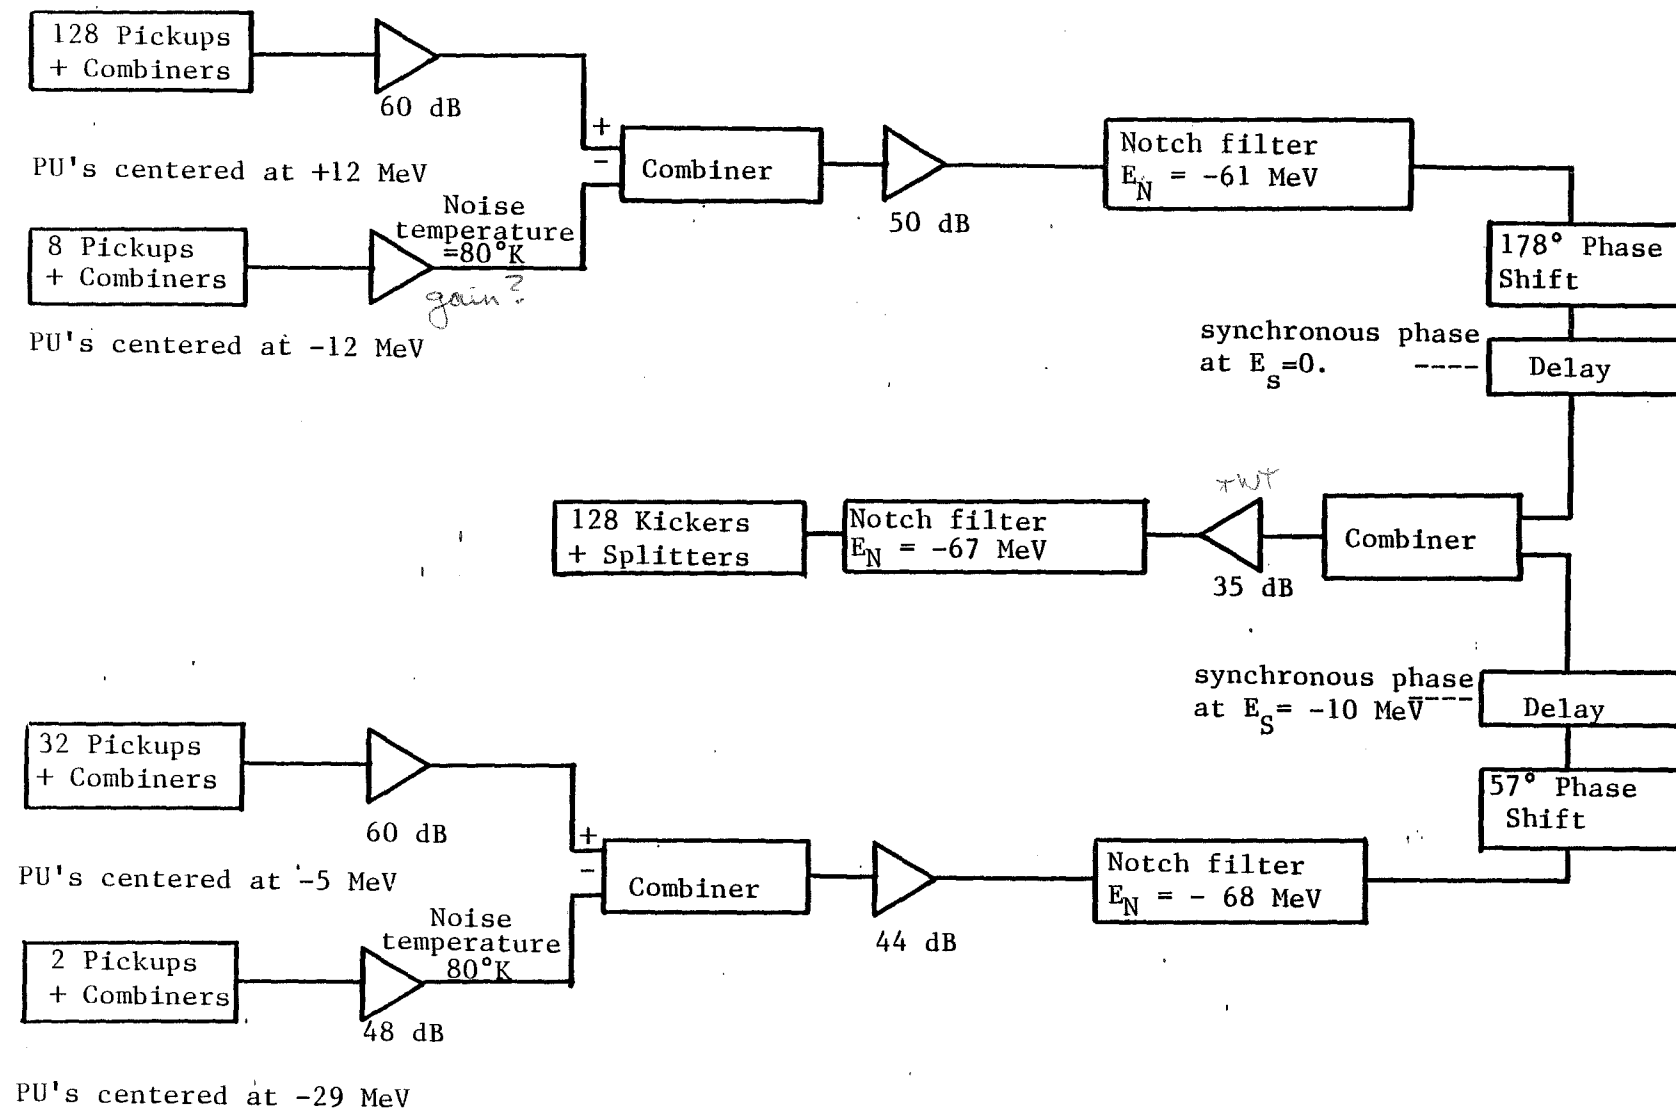 128 Pickups
+ Combiners
60 dB
PU's centered at +12 MeV
8 Pickups
+ Combiners
Noise
temperature
=80°K
gain?
PU's centered at -12 MeV
+
-
Combiner
50 dB
Notch filter
E_N = -61 MeV
178° Phase
Shift
synchronous phase
at E_s=0. ----
Delay
128 Kickers
+ Splitters
Notch filter
E_N = -67 MeV
TWT
35 dB
Combiner
synchronous phase
at E_S= -10 MeV----
Delay
57° Phase
Shift
32 Pickups
+ Combiners
60 dB
PU's centered at -5 MeV
2 Pickups
+ Combiners
Noise
temperature
80°K
48 dB
PU's centered at -29 MeV
+
-
Combiner
44 dB
Notch filter
E_N = - 68 MeV